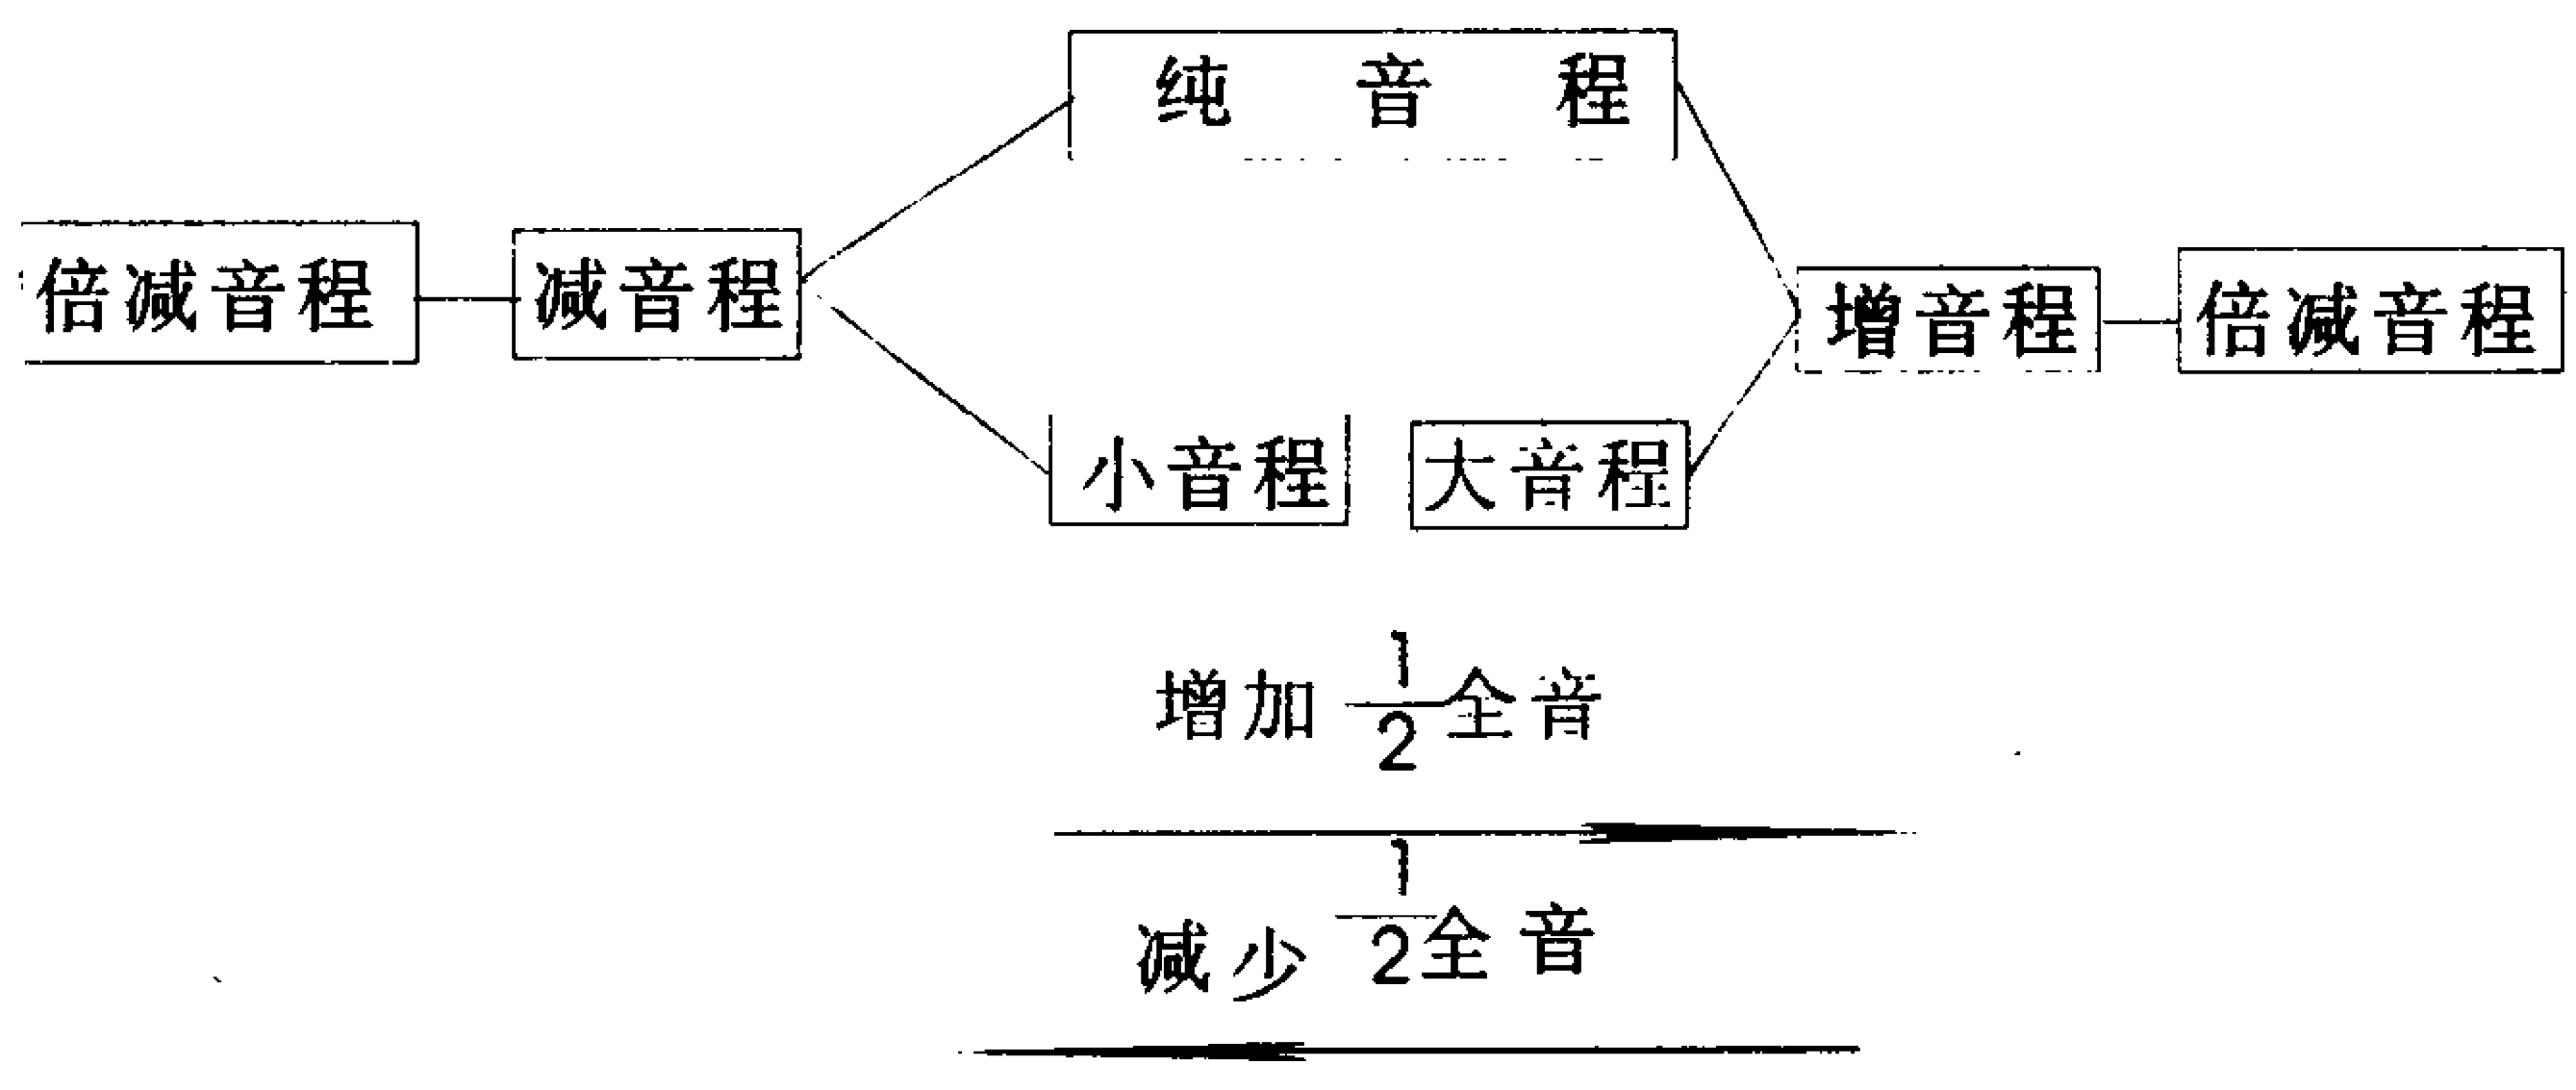 纯音程
倍减音程 减音程 增音程 倍减音程
小音程 大音程
增加 1/2 全音
减少 1/2 全音